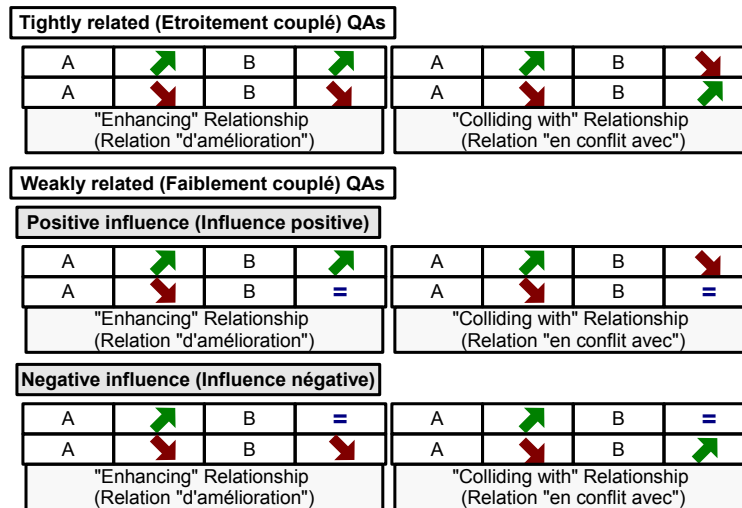 Tightly related (Etroitement couplé) QAs
A B A B
A B A B
"Enhancing" Relationship
(Relation "d'amélioration")
"Colliding with" Relationship
(Relation "en conflit avec")
Weakly related (Faiblement couplé) QAs
Positive influence (Influence positive)
A B A B
A B = A B =
"Enhancing" Relationship
(Relation "d'amélioration")
"Colliding with" Relationship
(Relation "en conflit avec")
Negative influence (Influence négative)
A B = A B =
A B A B
"Enhancing" Relationship
(Relation "d'amélioration")
"Colliding with" Relationship
(Relation "en conflit avec")